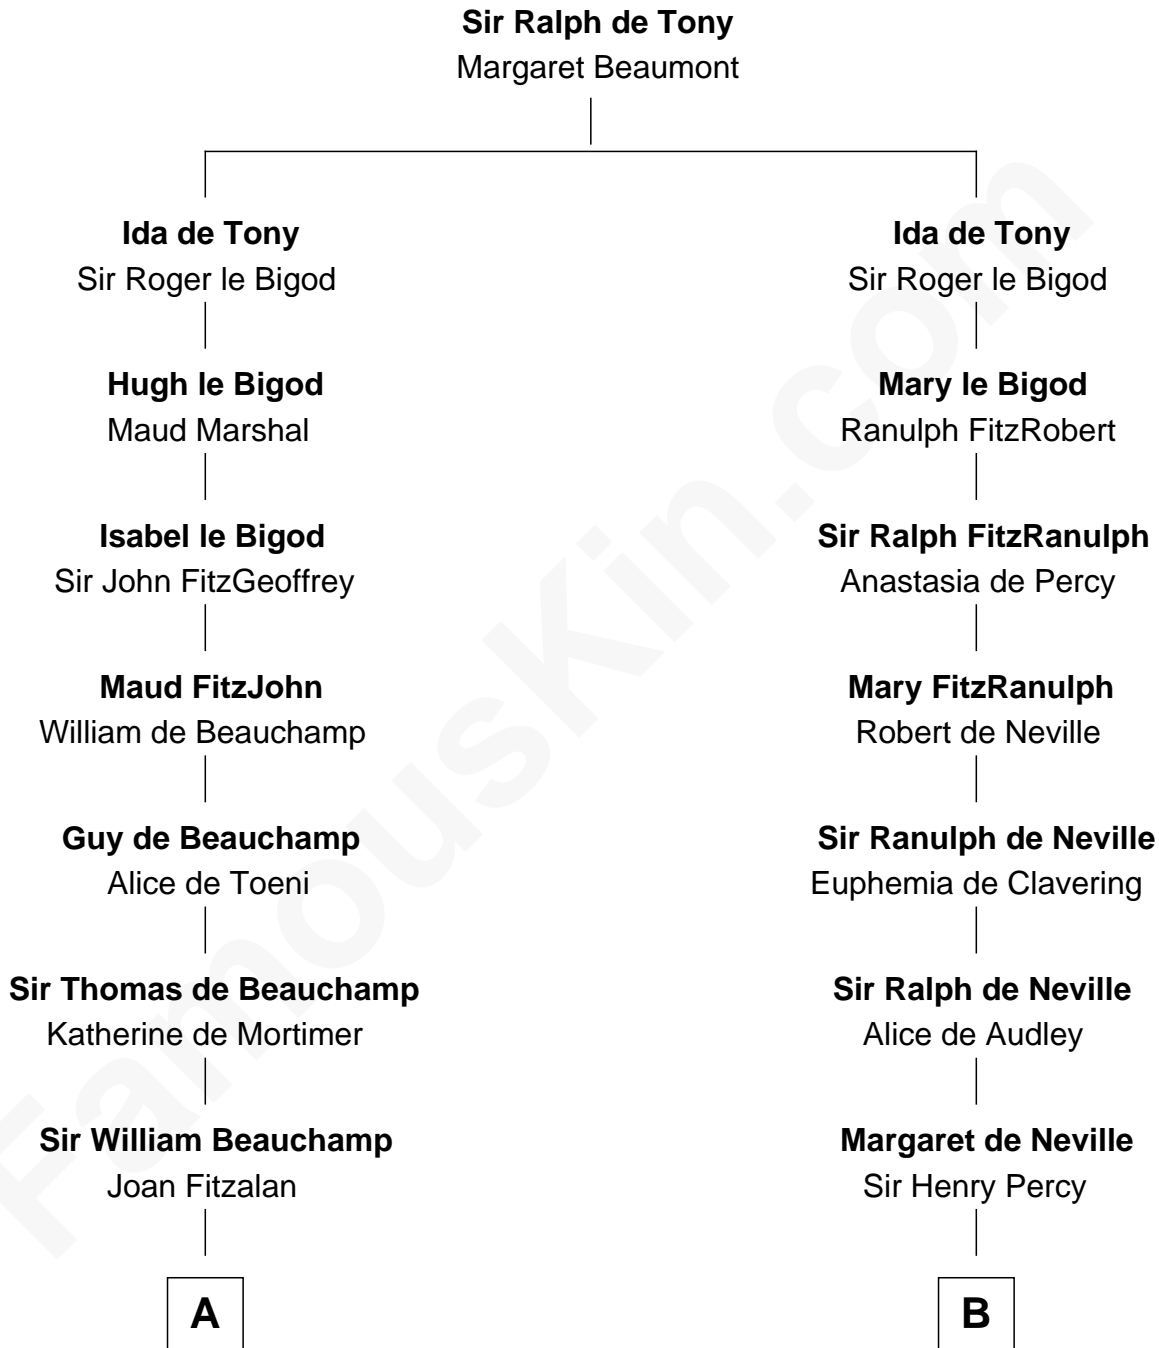 Sir Ralph de Tony
Margaret Beaumont
Ida de Tony
Sir Roger le Bigod
Hugh le Bigod
Maud Marshal
Isabel le Bigod
Sir John FitzGeoffrey
Maud FitzJohn
William de Beauchamp
Guy de Beauchamp
Alice de Toeni
Sir Thomas de Beauchamp
Katherine de Mortimer
Sir William Beauchamp
Joan Fitzalan
A
Ida de Tony
Sir Roger le Bigod
Mary le Bigod
Ranulph FitzRobert
Sir Ralph FitzRanulph
Anastasia de Percy
Mary FitzRanulph
Robert de Neville
Sir Ranulph de Neville
Euphemia de Clavering
Sir Ralph de Neville
Alice de Audley
Margaret de Neville
Sir Henry Percy
B
FamousKin.com